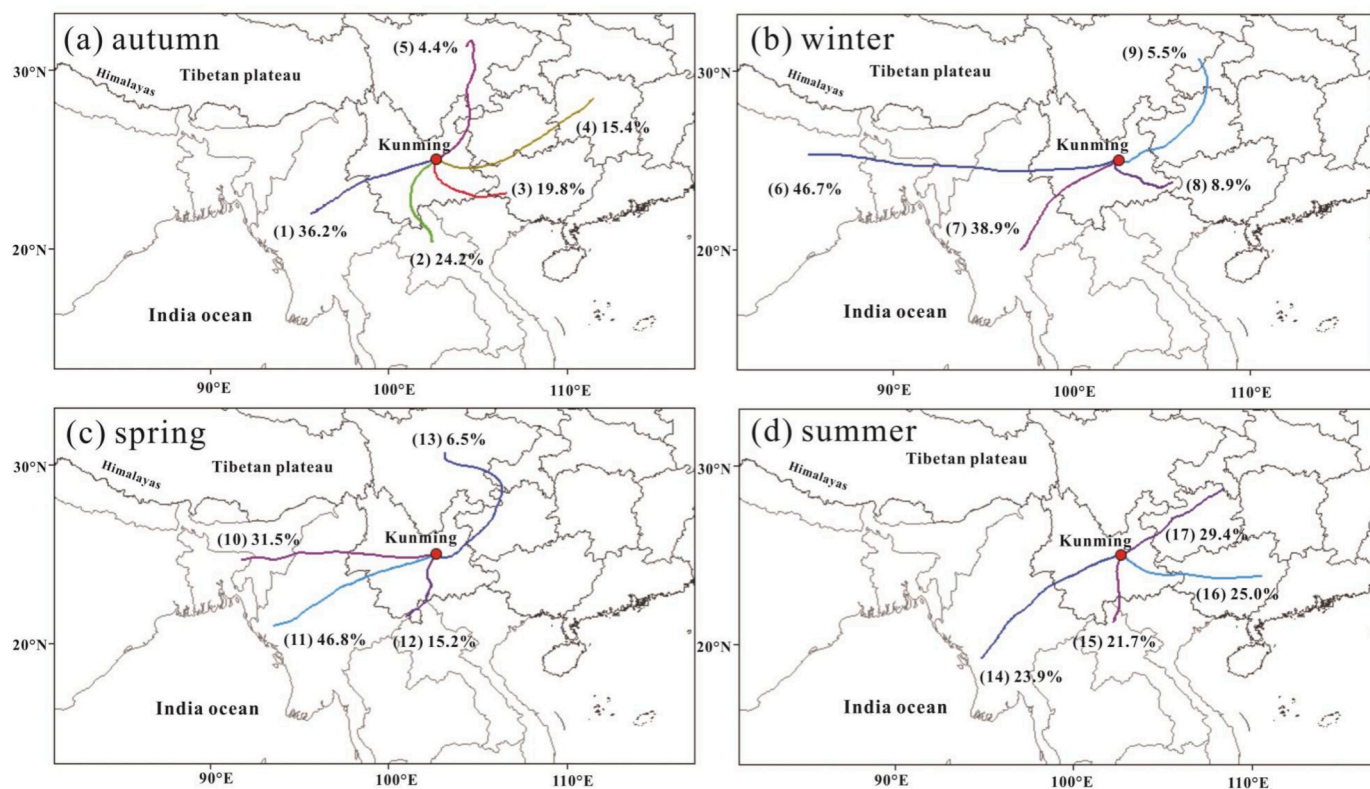 (a) autumn
(5) 4.4%
30°N
Himalayas
Tibetan plateau
(4) 15.4%
Kunming
(3) 19.8%
(1) 36.2%
(2) 24.2%
20°N
India ocean
90°E
100°E
110°E
(b) winter
(9) 5.5%
30°N
Himalayas
Tibetan plateau
Kunming
(6) 46.7%
(8) 8.9%
(7) 38.9%
20°N
India ocean
90°E
100°E
110°E
(c) spring
(13) 6.5%
30°N
Himalayas
Tibetan plateau
(10) 31.5%
Kunming
(11) 46.8%
(12) 15.2%
20°N
India ocean
90°E
100°E
110°E
(d) summer
30°N
Himalayas
Tibetan plateau
Kunming
(17) 29.4%
(16) 25.0%
(15) 21.7%
20°N
(14) 23.9%
India ocean
90°E
100°E
110°E